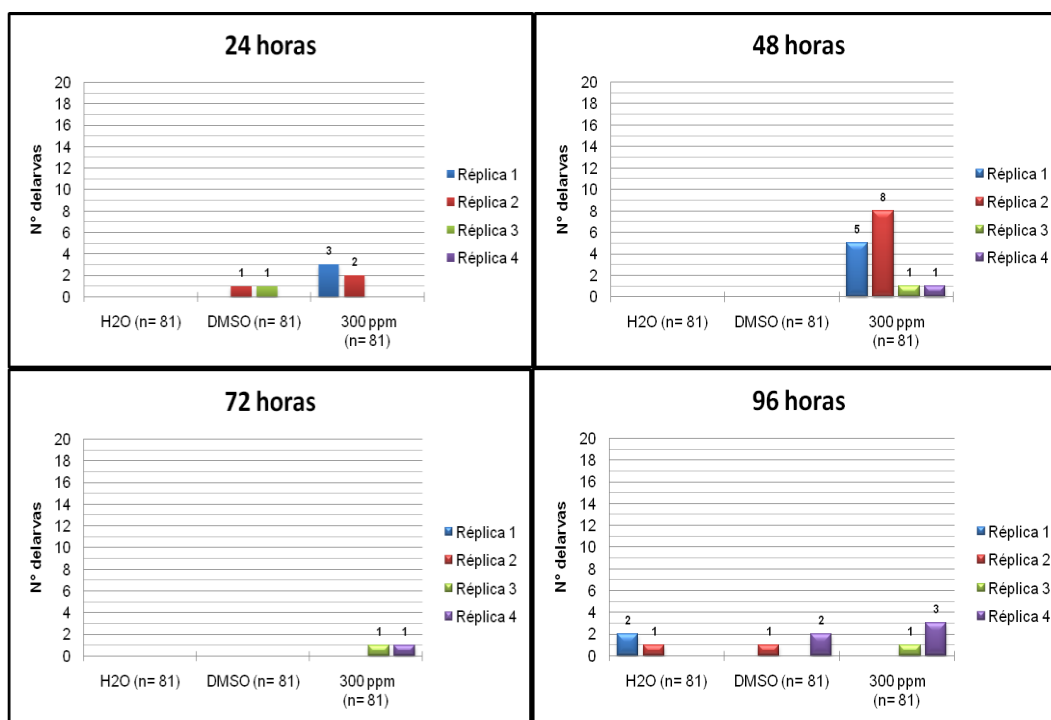 24 horas
N° delarvas
20
18
16
14
12
10
8
6
4
2
0
3
2
1
1
H2O (n= 81)
DMSO (n= 81)
300 ppm
(n= 81)
Réplica 1
Réplica 2
Réplica 3
Réplica 4
48 horas
N° delarvas
20
18
16
14
12
10
8
6
4
2
0
8
5
1
1
H2O (n= 81)
DMSO (n= 81)
300 ppm
(n= 81)
Réplica 1
Réplica 2
Réplica 3
Réplica 4
72 horas
N° delarvas
20
18
16
14
12
10
8
6
4
2
0
1
1
H2O (n= 81)
DMSO (n= 81)
300 ppm
(n= 81)
Réplica 1
Réplica 2
Réplica 3
Réplica 4
96 horas
N° delarvas
20
18
16
14
12
10
8
6
4
2
0
2
1
1
2
1
3
H2O (n= 81)
DMSO (n= 81)
300 ppm
(n= 81)
Réplica 1
Réplica 2
Réplica 3
Réplica 4